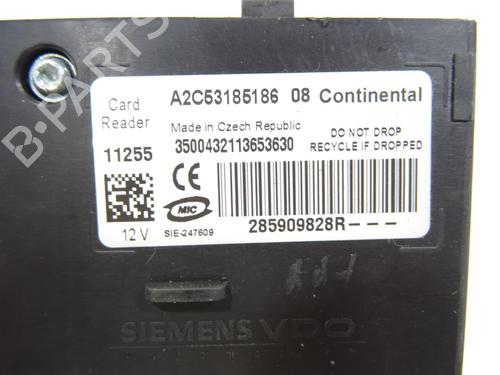 Card Reader
A2C53185186 08 Continental
Made in Czech Republic
DO NOT DROP
RECYCLE IF DROPPED
11255
3500432113653630
CE
MIC
12 V
SIE-247609
285909828R---
SIEMENS VDO
B-PARTS